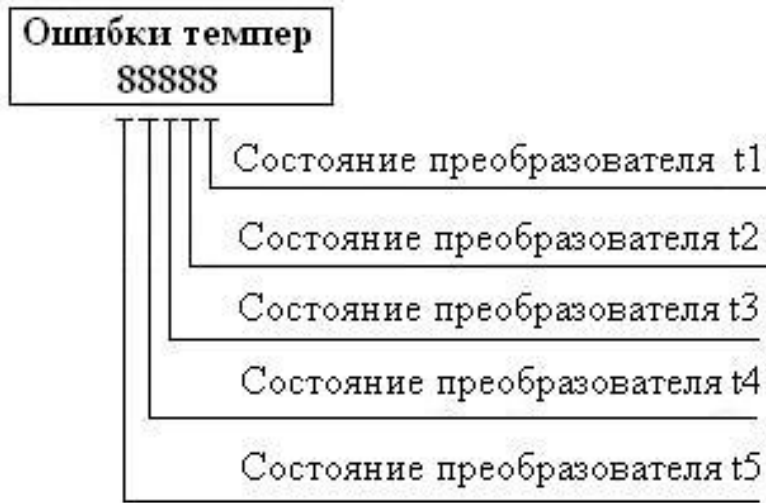 Ошибки темпер
88888
Состояние преобразователя t1
Состояние преобразователя t2
Состояние преобразователя t3
Состояние преобразователя t4
Состояние преобразователя t5